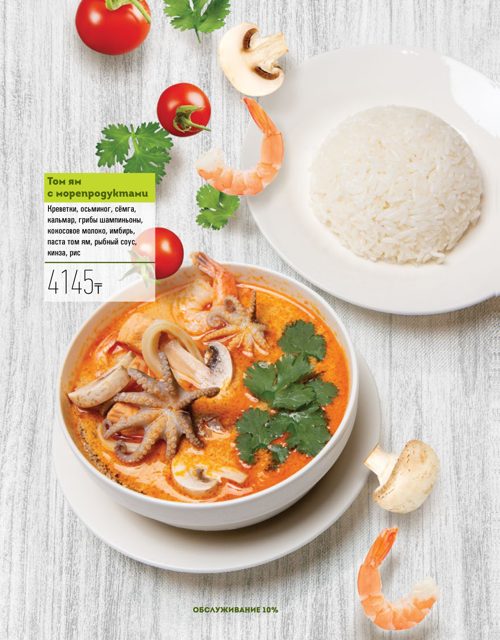 Том ям
с морепродуктами
Креветки, осьминог, сёмга,
кальмар, грибы шампиньоны,
кокосовое молоко, имбирь,
паста том ям, рыбный соус,
кинза, рис
4145₸
ОБСЛУЖИВАНИЕ 10%